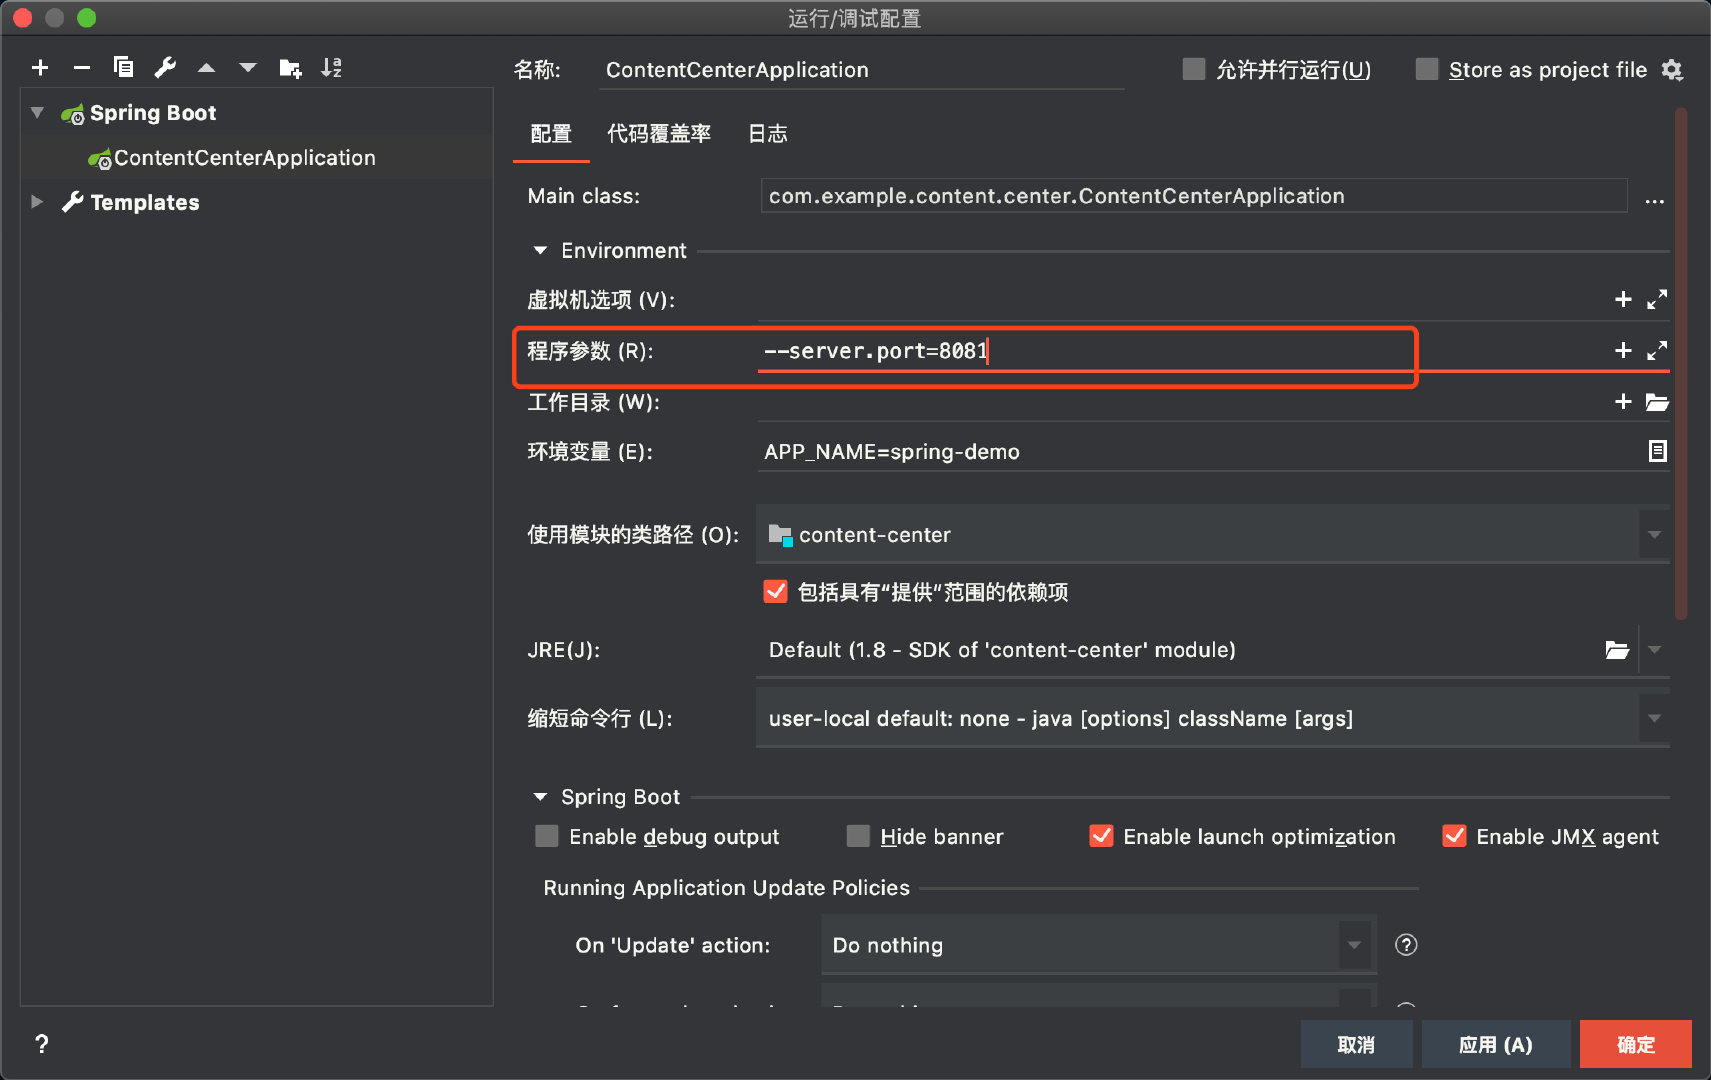 运行/调试配置
名称: ContentCenterApplication 允许并行运行(U) Store as project file
Spring Boot
ContentCenterApplication
Templates
配置 代码覆盖率 日志
Main class: com.example.content.center.ContentCenterApplication ...
Environment
虚拟机选项 (V):
程序参数 (R): --server.port=8081
工作目录 (W):
环境变量 (E): APP_NAME=spring-demo
使用模块的类路径 (O): content-center
包括具有“提供”范围的依赖项
JRE(J): Default (1.8 - SDK of 'content-center' module)
缩短命令行 (L): user-local default: none - java [options] className [args]
Spring Boot
Enable debug output Hide banner Enable launch optimization Enable JMX agent
Running Application Update Policies
On 'Update' action: Do nothing ?
? 取消 应用 (A) 确定